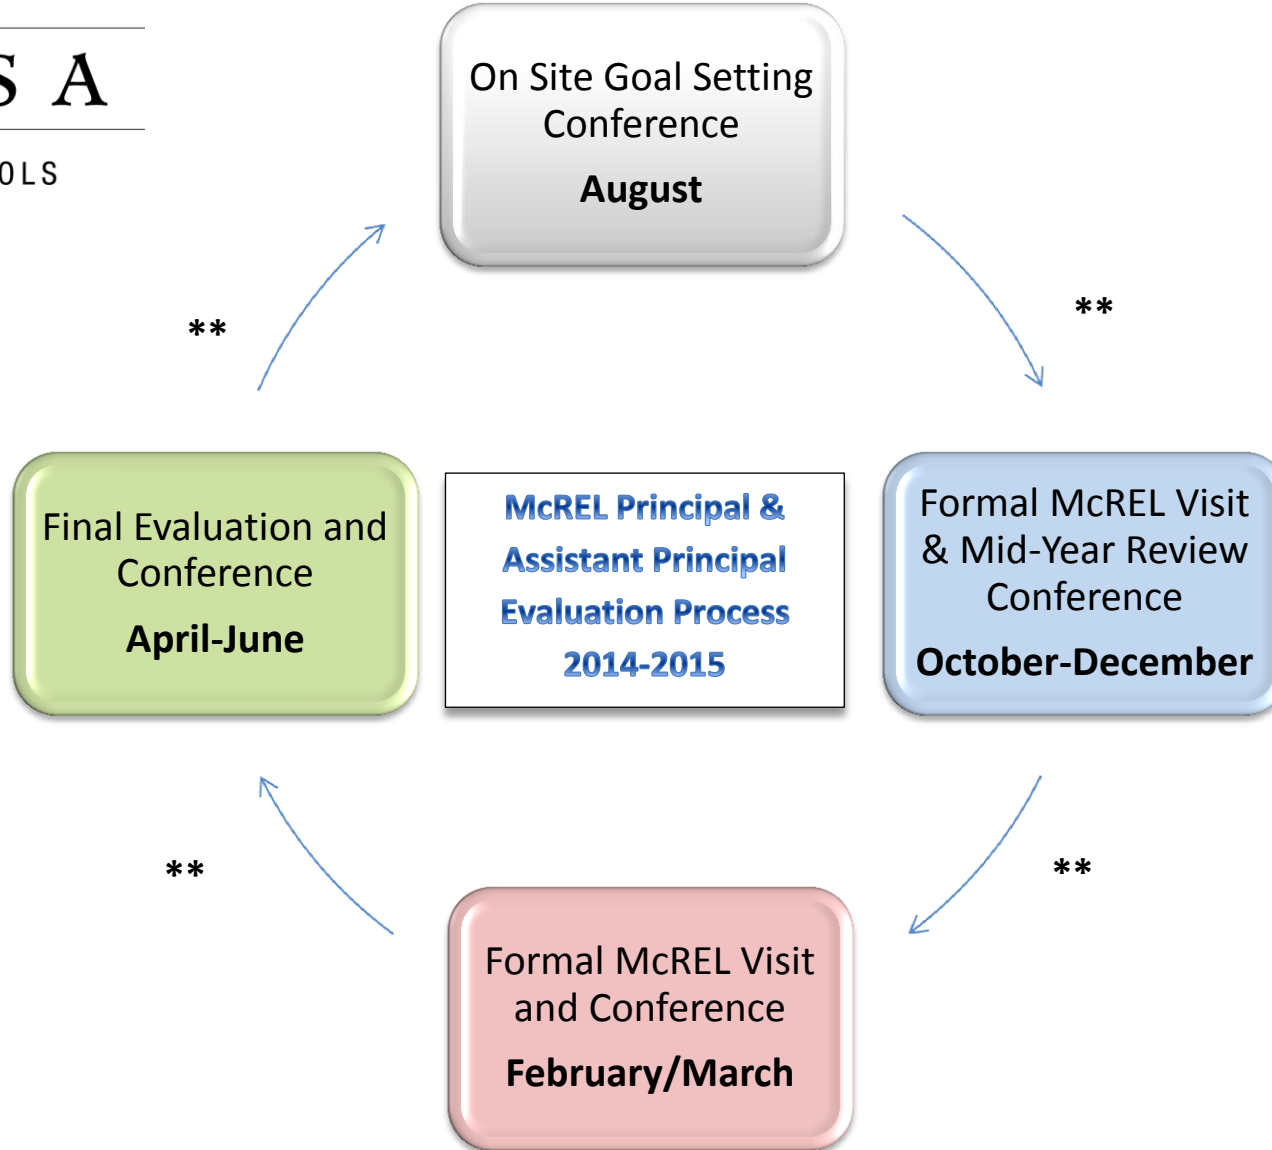 S A
OLS
On Site Goal Setting
Conference
August
**
**
Final Evaluation and
Conference
April-June
McREL Principal &
Assistant Principal
Evaluation Process
2014-2015
Formal McREL Visit
& Mid-Year Review
Conference
October-December
**
**
Formal McREL Visit
and Conference
February/March